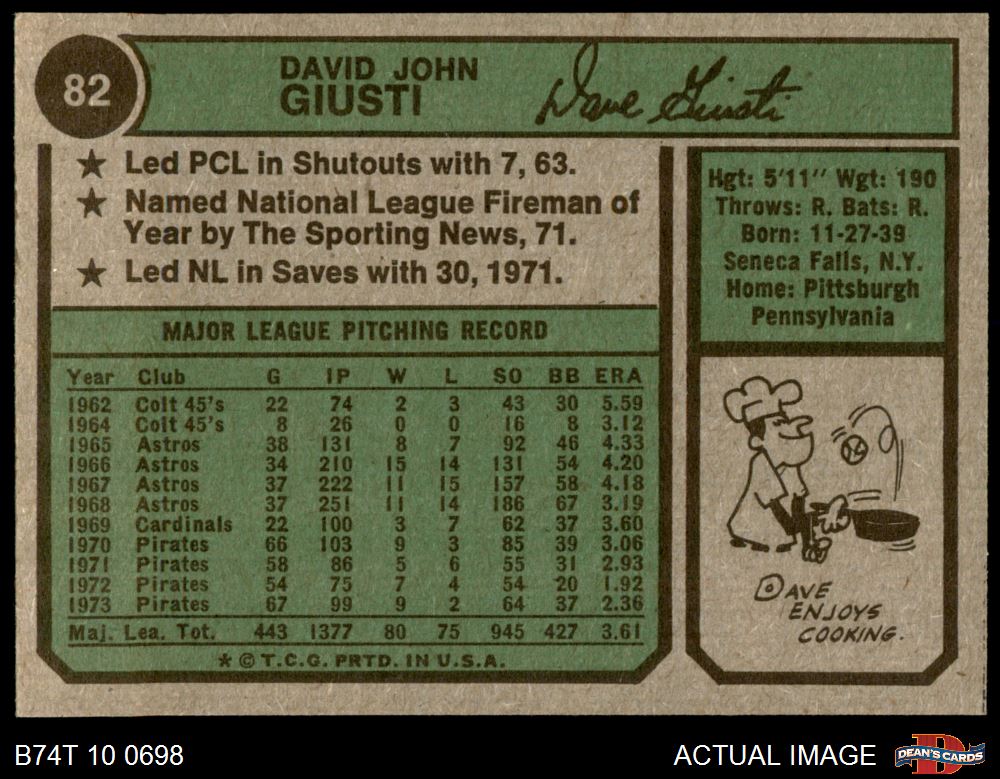 82
DAVID JOHN
GIUSTI
Dave Giusti
★ Led PCL in Shutouts with 7, 63.
★ Named National League Fireman of
Year by The Sporting News, 71.
★ Led NL in Saves with 30, 1971.
Hgt: 5'11" Wgt: 190
Throws: R. Bats: R.
Born: 11-27-39
Seneca Falls, N.Y.
Home: Pittsburgh
Pennsylvania
MAJOR LEAGUE PITCHING RECORD
Year Club G IP W L SO BB ERA
1962 Colt 45's 22 74 2 3 43 30 5.59
1964 Colt 45's 8 26 0 0 16 8 3.12
1965 Astros 38 131 8 7 92 46 4.33
1966 Astros 34 210 15 14 131 54 4.20
1967 Astros 37 222 11 15 157 58 4.18
1968 Astros 37 251 11 14 186 67 3.19
1969 Cardinals 22 100 3 7 62 37 3.60
1970 Pirates 66 103 9 3 85 39 3.06
1971 Pirates 58 86 5 6 55 31 2.93
1972 Pirates 54 75 7 4 54 20 1.92
1973 Pirates 67 99 9 2 64 37 2.36
Maj. Lea. Tot. 443 1377 80 75 945 427 3.61
* © T.C.G. PRTD. IN U.S.A.
DAVE
ENJOYS
COOKING.
B74T 10 0698
ACTUAL IMAGE
DEAN'S CARDS